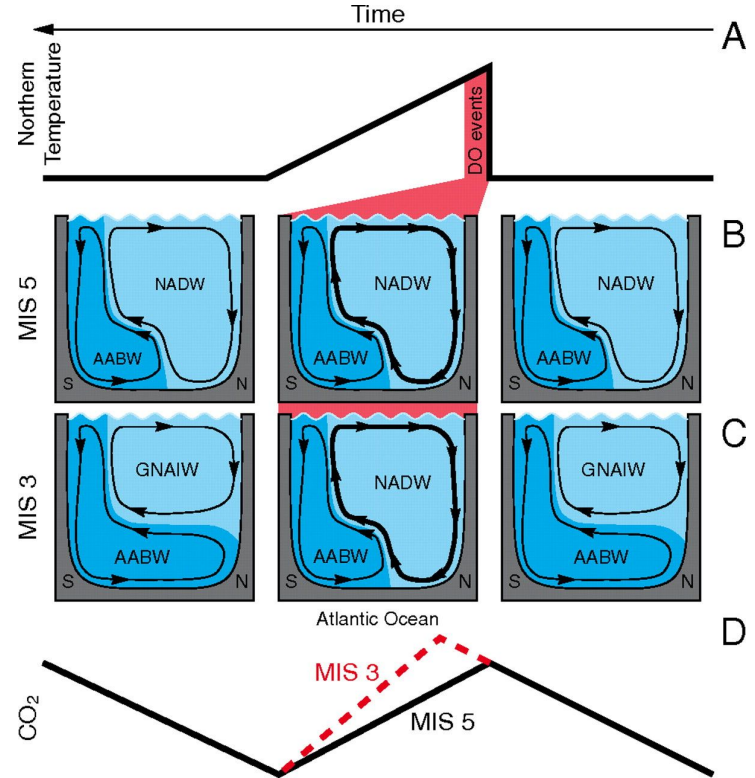 Time
A
Northern
Temperature
DO events
B
MIS 5
NADW
AABW
S
N
NADW
AABW
S
N
NADW
AABW
S
N
C
MIS 3
GNAIW
AABW
S
N
NADW
AABW
S
N
GNAIW
AABW
S
N
Atlantic Ocean
D
CO2
MIS 3
MIS 5